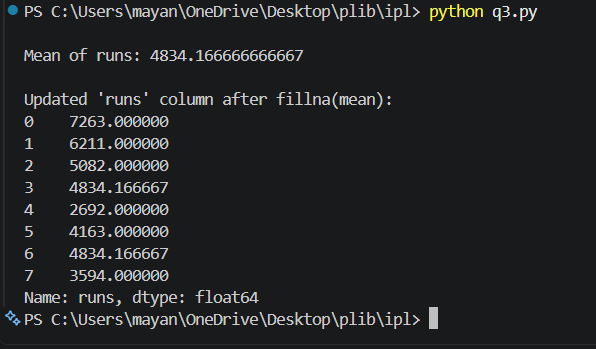 PS C:\Users\mayan\OneDrive\Desktop\plib\ipl> python q3.py
Mean of runs: 4834.166666666667
Updated 'runs' column after fillna(mean):
0    7263.000000
1    6211.000000
2    5082.000000
3    4834.166667
4    2692.000000
5    4163.000000
6    4834.166667
7    3594.000000
Name: runs, dtype: float64
PS C:\Users\mayan\OneDrive\Desktop\plib\ipl>